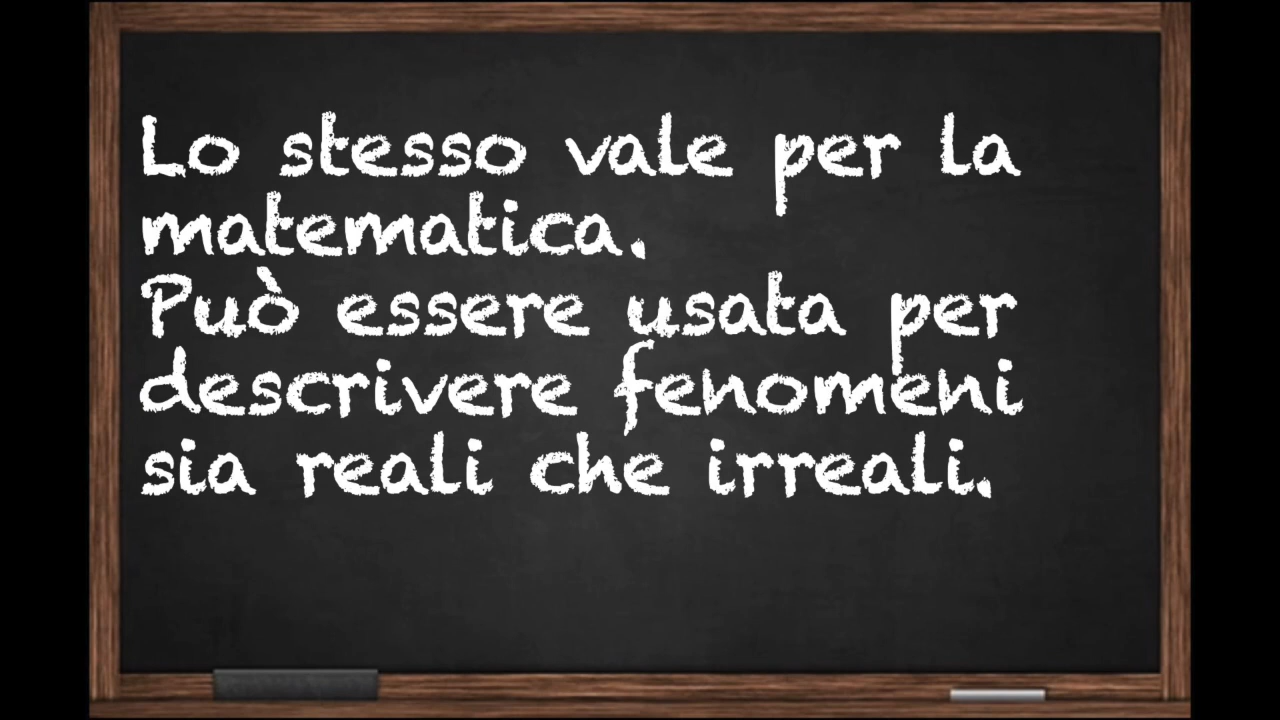 Lo stesso vale per la
matematica.
Può essere usata per
descrivere fenomeni
sia reali che irreali.